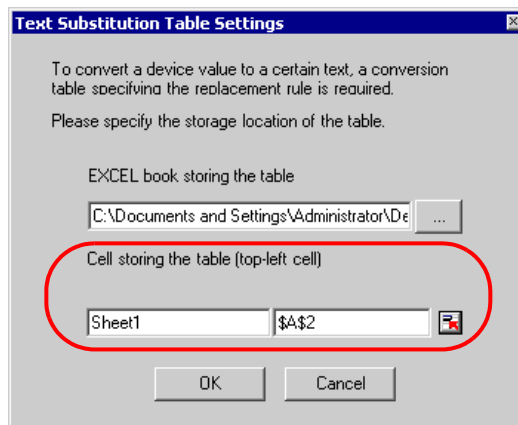 Text Substitution Table Settings
To convert a device value to a certain text, a conversion
table specifying the replacement rule is required.
Please specify the storage location of the table.
EXCEL book storing the table
C:\Documents and Settings\Administrator\De ...
Cell storing the table (top-left cell)
Sheet1 $A$2
OK Cancel